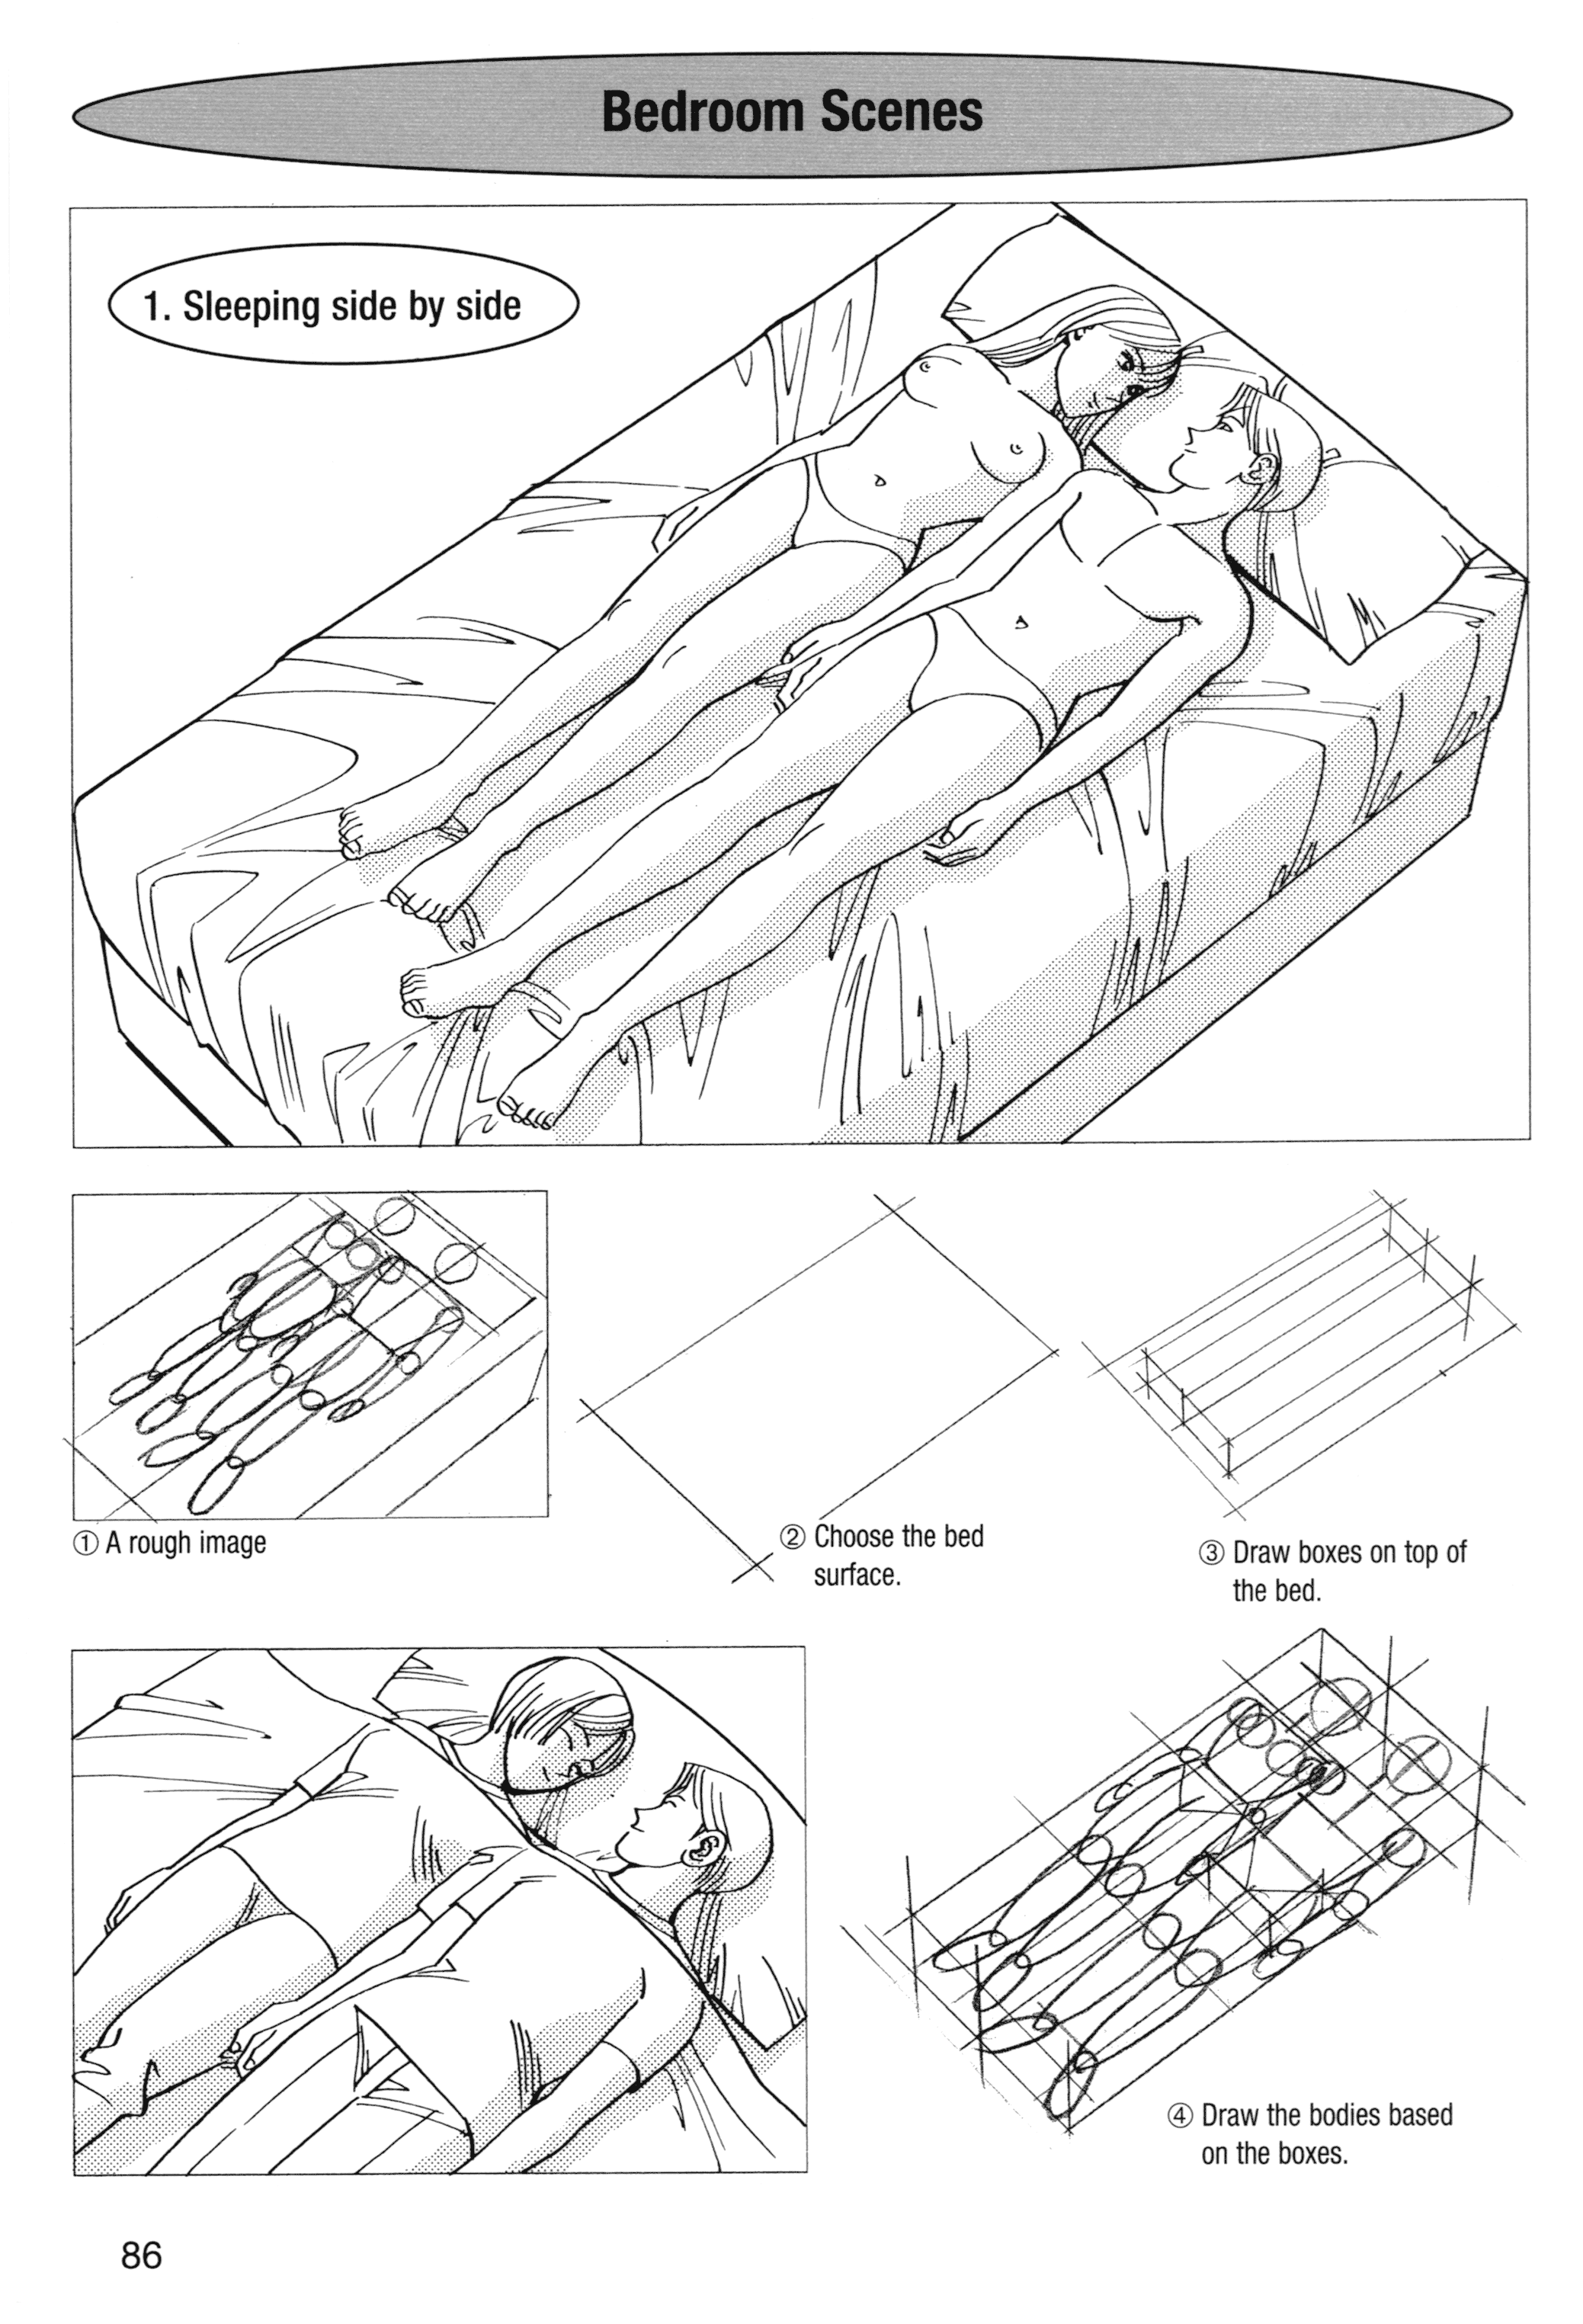 Bedroom Scenes
1. Sleeping side by side
① A rough image
② Choose the bed
surface.
③ Draw boxes on top of
the bed.
④ Draw the bodies based
on the boxes.
86